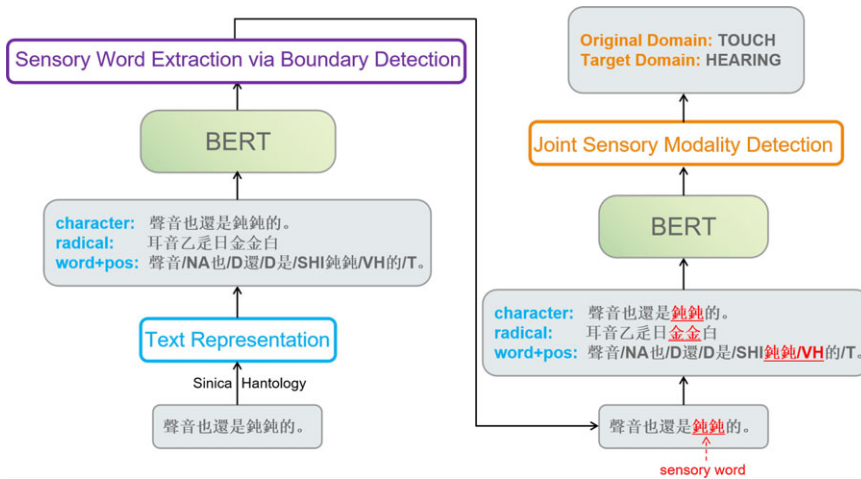 Sensory Word Extraction via Boundary Detection
BERT
character: 聲音也還是鈍鈍的。
radical: 耳音乙辵日金金白
word+pos: 聲音/NA也/D還/D是/SHI鈍鈍/VH的/T。
Text Representation
Sinica Hantology
聲音也還是鈍鈍的。
Original Domain: TOUCH
Target Domain: HEARING
Joint Sensory Modality Detection
BERT
character: 聲音也還是鈍鈍的。
radical: 耳音乙辵日金金白
word+pos: 聲音/NA也/D還/D是/SHI鈍鈍/VH的/T。
聲音也還是鈍鈍的。
sensory word